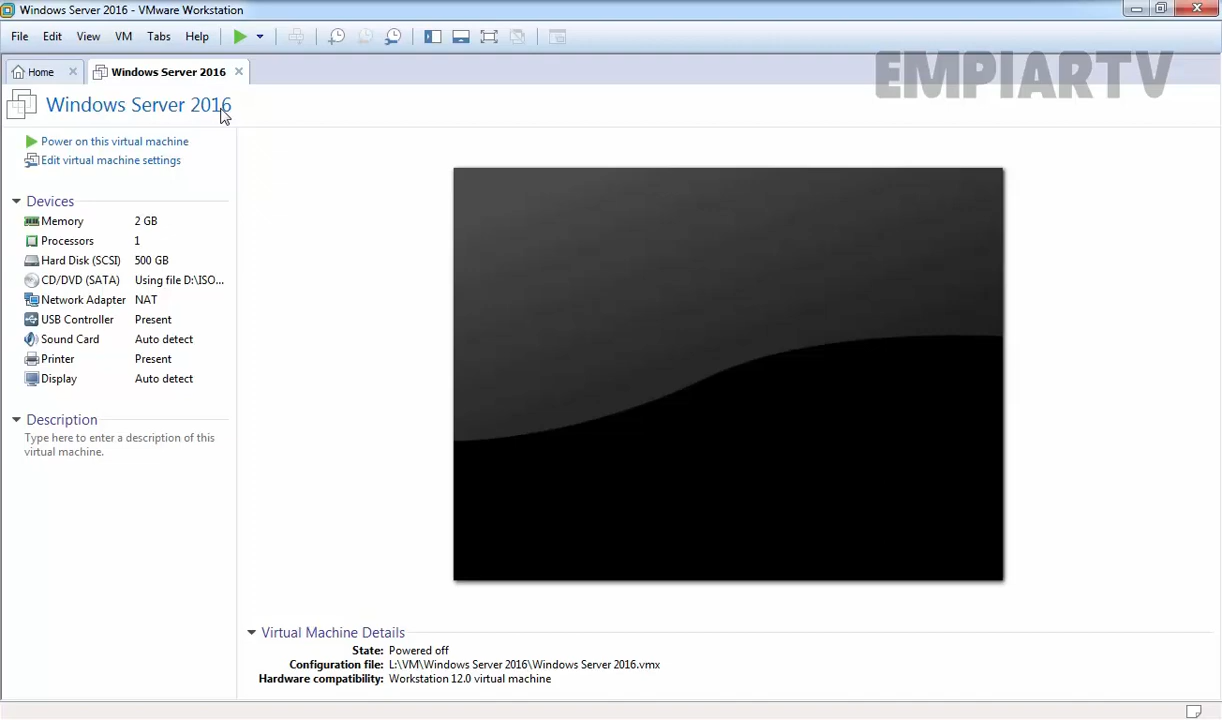 Windows Server 2016 - VMware Workstation
File Edit View VM Tabs Help
Home Windows Server 2016
EMPIARTV
Windows Server 2016
Power on this virtual machine
Edit virtual machine settings
Devices
Memory 2 GB
Processors 1
Hard Disk (SCSI) 500 GB
CD/DVD (SATA) Using file D:\ISO...
Network Adapter NAT
USB Controller Present
Sound Card Auto detect
Printer Present
Display Auto detect
Description
Type here to enter a description of this
virtual machine.
Virtual Machine Details
State: Powered off
Configuration file: L:\VM\Windows Server 2016\Windows Server 2016.vmx
Hardware compatibility: Workstation 12.0 virtual machine